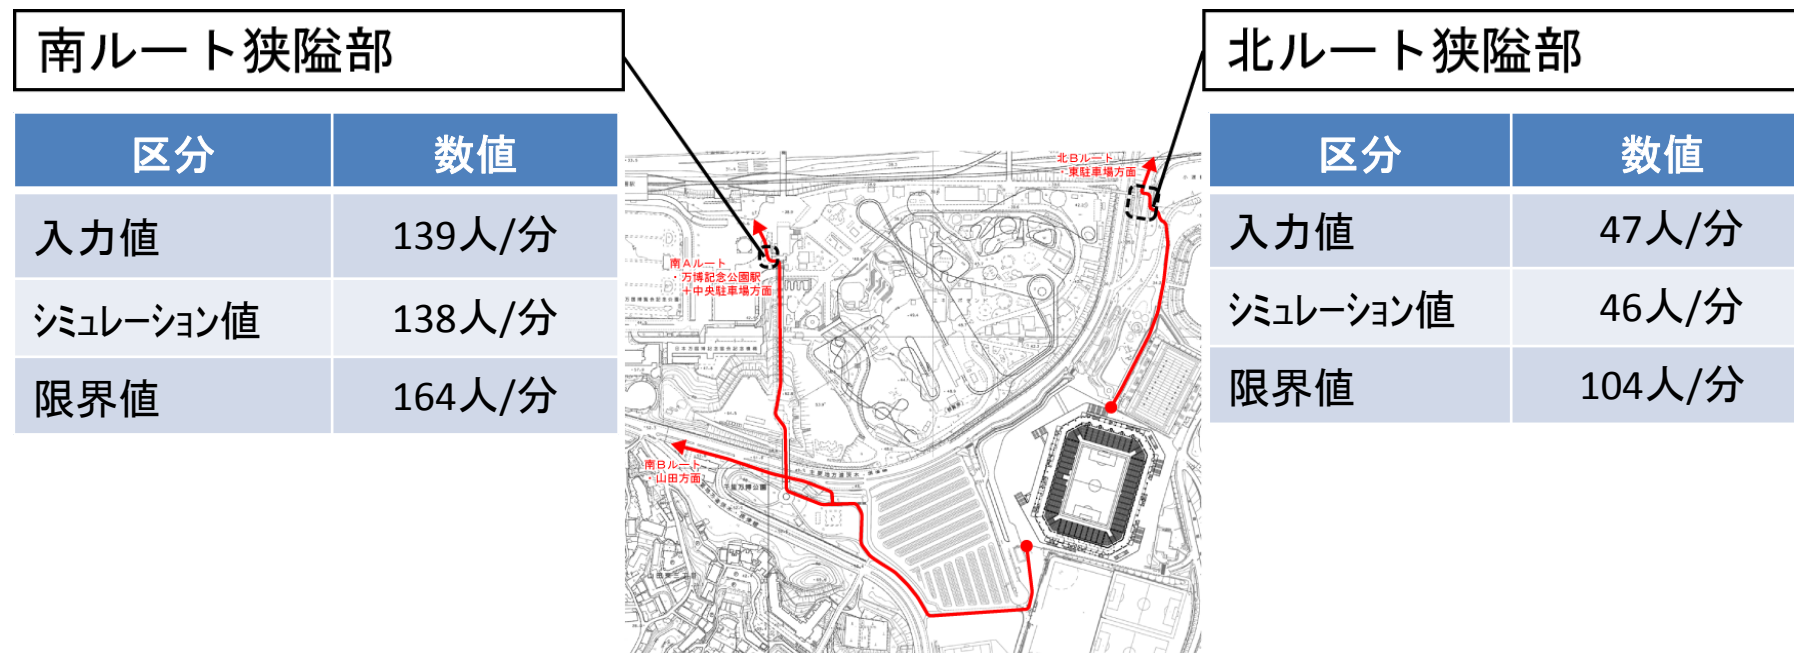 南ルート狭隘部
区分 数値
入力値 139人/分
シミュレーション値 138人/分
限界値 164人/分
北ルート狭隘部
区分 数値
入力値 47人/分
シミュレーション値 46人/分
限界値 104人/分
北Bルート
・東駐車場方面
南Aルート
・万博記念公園駅
＋中央駐車場方面
南Bルート
・山田方面